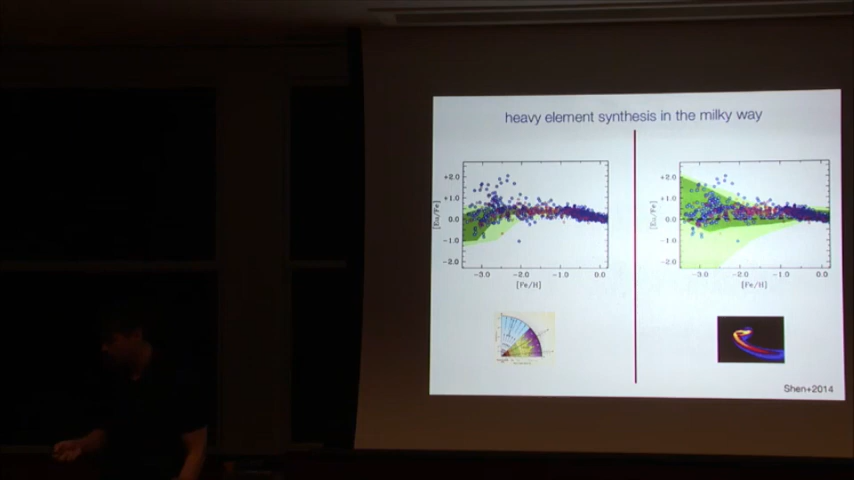 heavy element synthesis in the milky way
+2.0
+1.0
0.0
-1.0
-2.0
[Eu/Fe]
-3.0 -2.0 -1.0 0.0
[Fe/H]
+2.0
+1.0
0.0
-1.0
-2.0
[Eu/Fe]
-3.0 -2.0 -1.0 0.0
[Fe/H]
Shen+2014